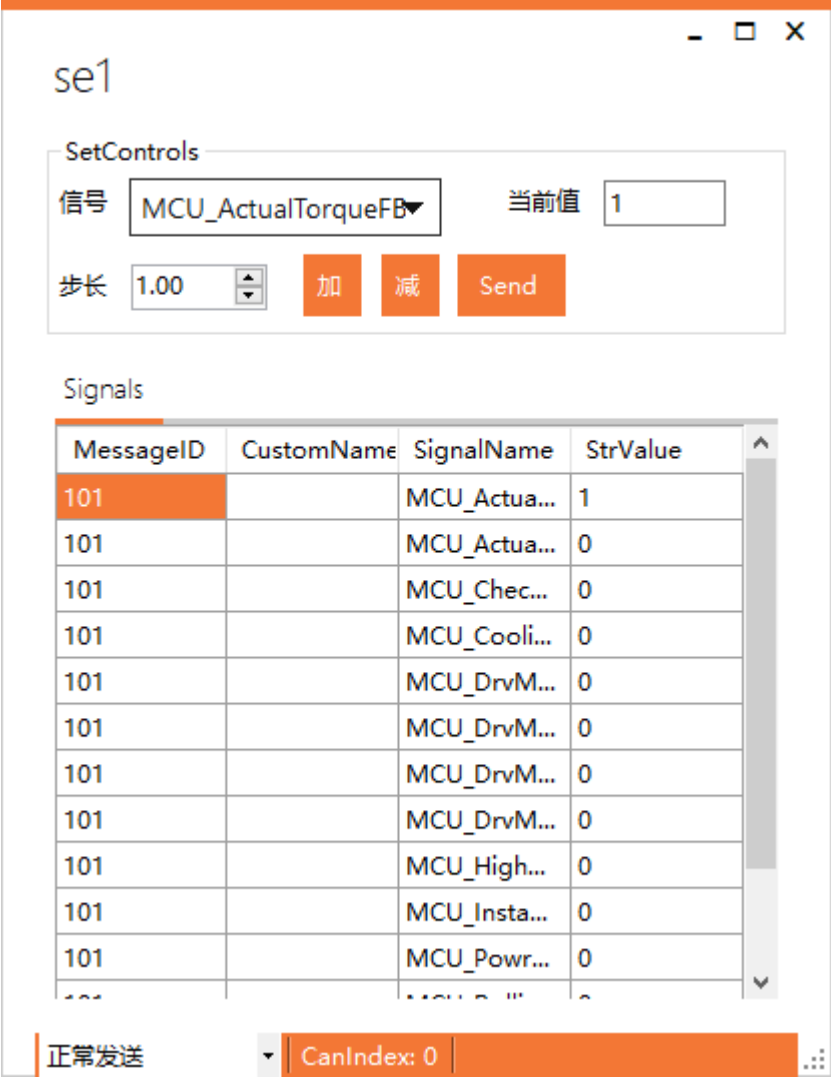 se1
SetControls
信号 MCU_ActualTorqueFB 当前值 1
步长 1.00 加 减 Send
Signals
MessageID CustomName SignalName StrValue
101 MCU_Actua... 1
101 MCU_Actua... 0
101 MCU_Chec... 0
101 MCU_Cooli... 0
101 MCU_DrvM... 0
101 MCU_DrvM... 0
101 MCU_DrvM... 0
101 MCU_DrvM... 0
101 MCU_High... 0
101 MCU_Insta... 0
101 MCU_Powr... 0
正常发送 CanIndex: 0